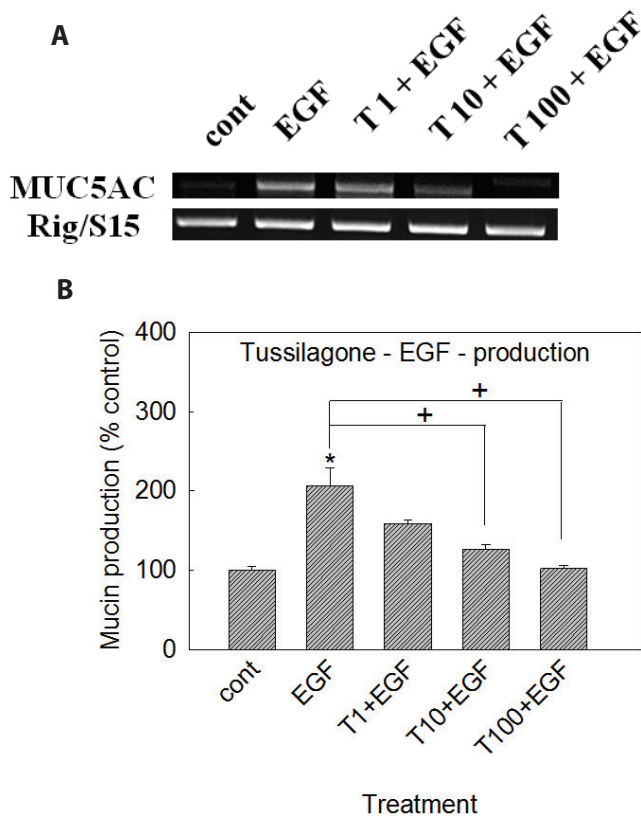 A
cont EGF T 1 + EGF T 10 + EGF T 100 + EGF
MUC5AC
Rig/S15
B
Mucin production (% control)
400
300
200
100
0
Tussilagone - EGF - production
+
+
*
cont EGF T1+EGF T10+EGF T100+EGF
Treatment